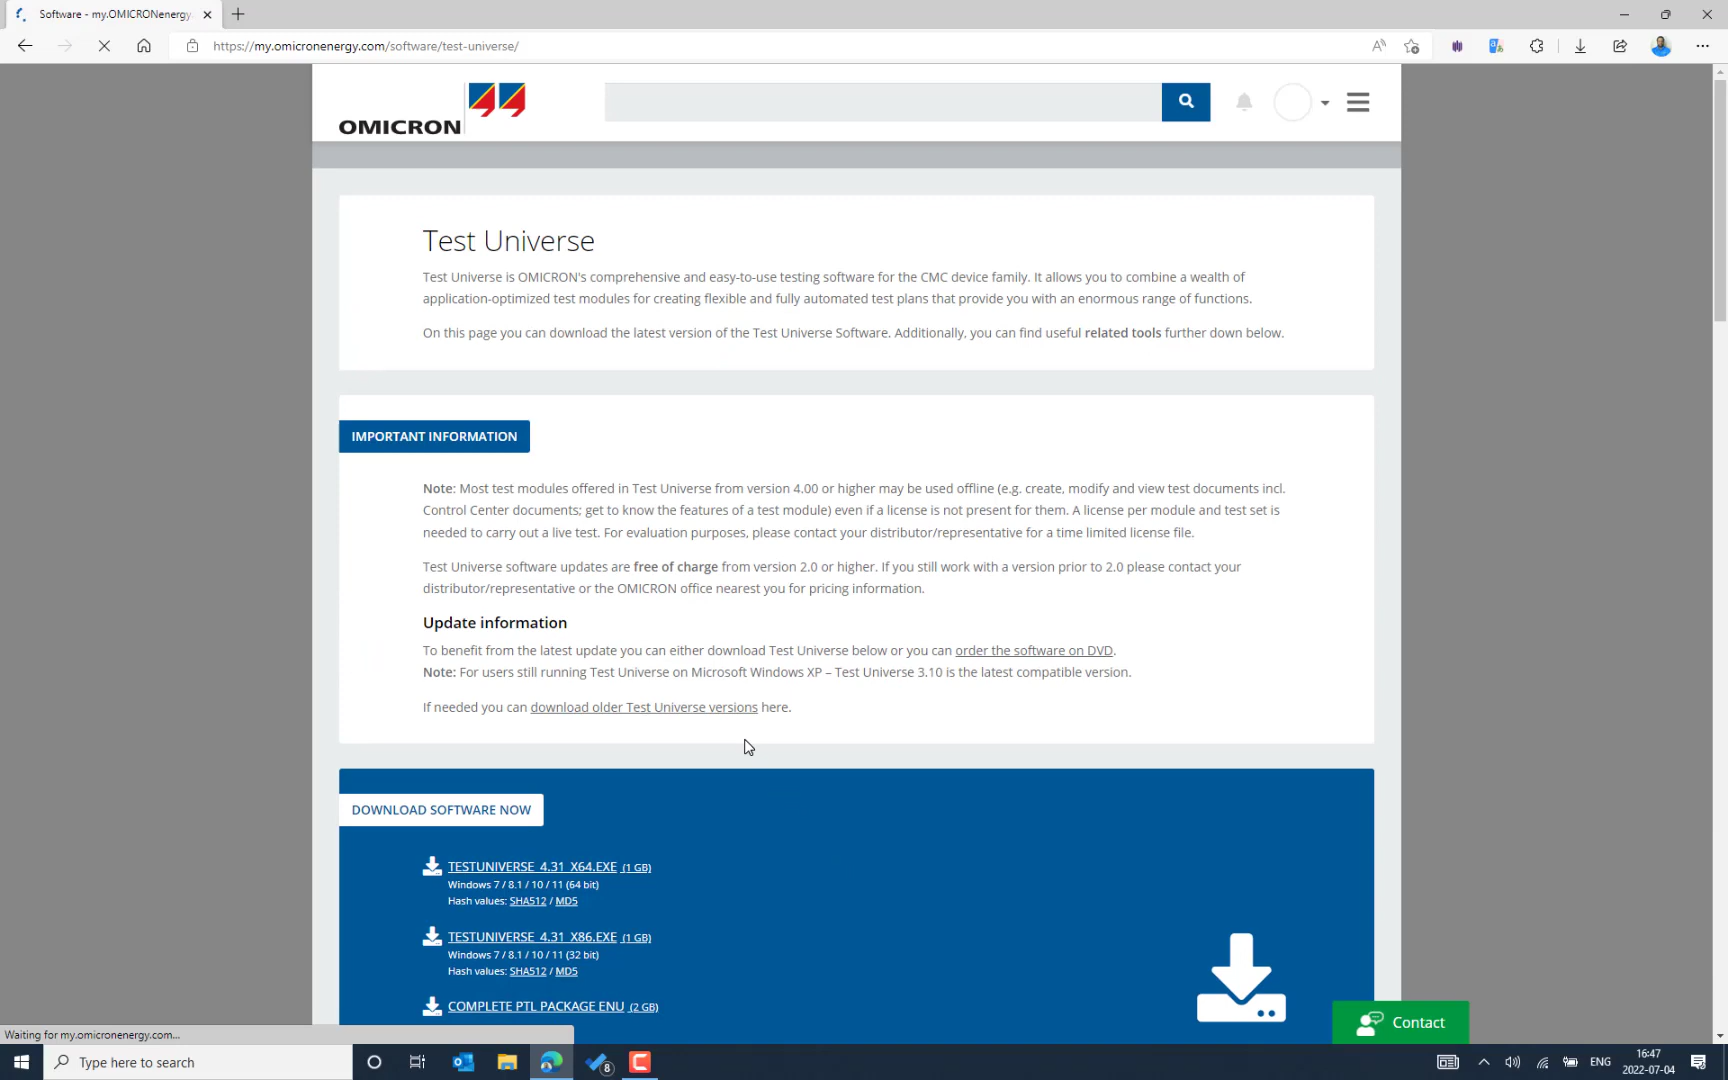 Software - my.OMICRONenergy
https://my.omicronenergy.com/software/test-universe/
OMICRON
Test Universe
Test Universe is OMICRON's comprehensive and easy-to-use testing software for the CMC device family. It allows you to combine a wealth of
application-optimized test modules for creating flexible and fully automated test plans that provide you with an enormous range of functions.
On this page you can download the latest version of the Test Universe Software. Additionally, you can find useful related tools further down below.
IMPORTANT INFORMATION
Note: Most test modules offered in Test Universe from version 4.00 or higher may be used offline (e.g. create, modify and view test documents incl.
Control Center documents; get to know the features of a test module) even if a license is not present for them. A license per module and test set is
needed to carry out a live test. For evaluation purposes, please contact your distributor/representative for a time limited license file.
Test Universe software updates are free of charge from version 2.0 or higher. If you still work with a version prior to 2.0 please contact your
distributor/representative or the OMICRON office nearest you for pricing information.
Update information
To benefit from the latest update you can either download Test Universe below or you can order the software on DVD.
Note: For users still running Test Universe on Microsoft Windows XP – Test Universe 3.10 is the latest compatible version.
If needed you can download older Test Universe versions here.
DOWNLOAD SOFTWARE NOW
TESTUNIVERSE_4.31_X64.EXE (1 GB)
Windows 7 / 8.1 / 10 / 11 (64 bit)
Hash values: SHA512 / MD5
TESTUNIVERSE_4.31_X86.EXE (1 GB)
Windows 7 / 8.1 / 10 / 11 (32 bit)
Hash values: SHA512 / MD5
COMPLETE PTL PACKAGE ENU (2 GB)
Contact
Waiting for my.omicronenergy.com...
Type here to search
8
ENG
16:47
2022-07-04